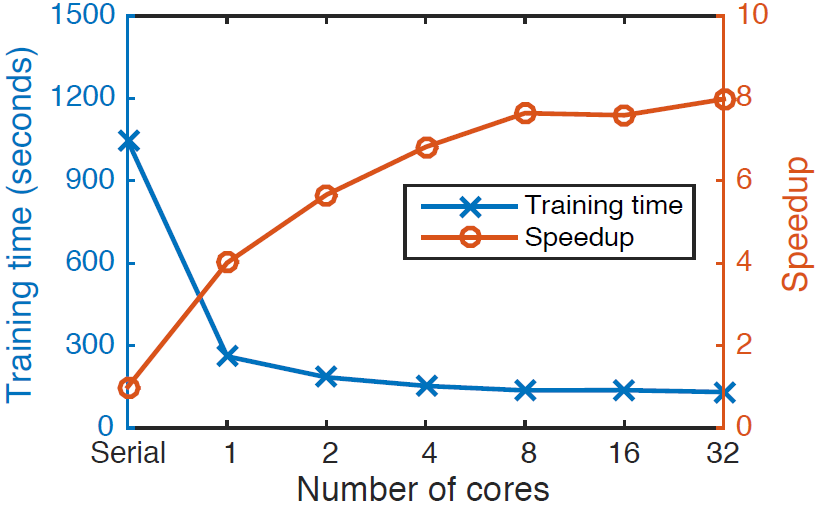 1500
1200
900
600
300
0
Training time (seconds)
10
8
6
4
2
0
Speedup
Training time
Speedup
Serial 1 2 4 8 16 32
Number of cores